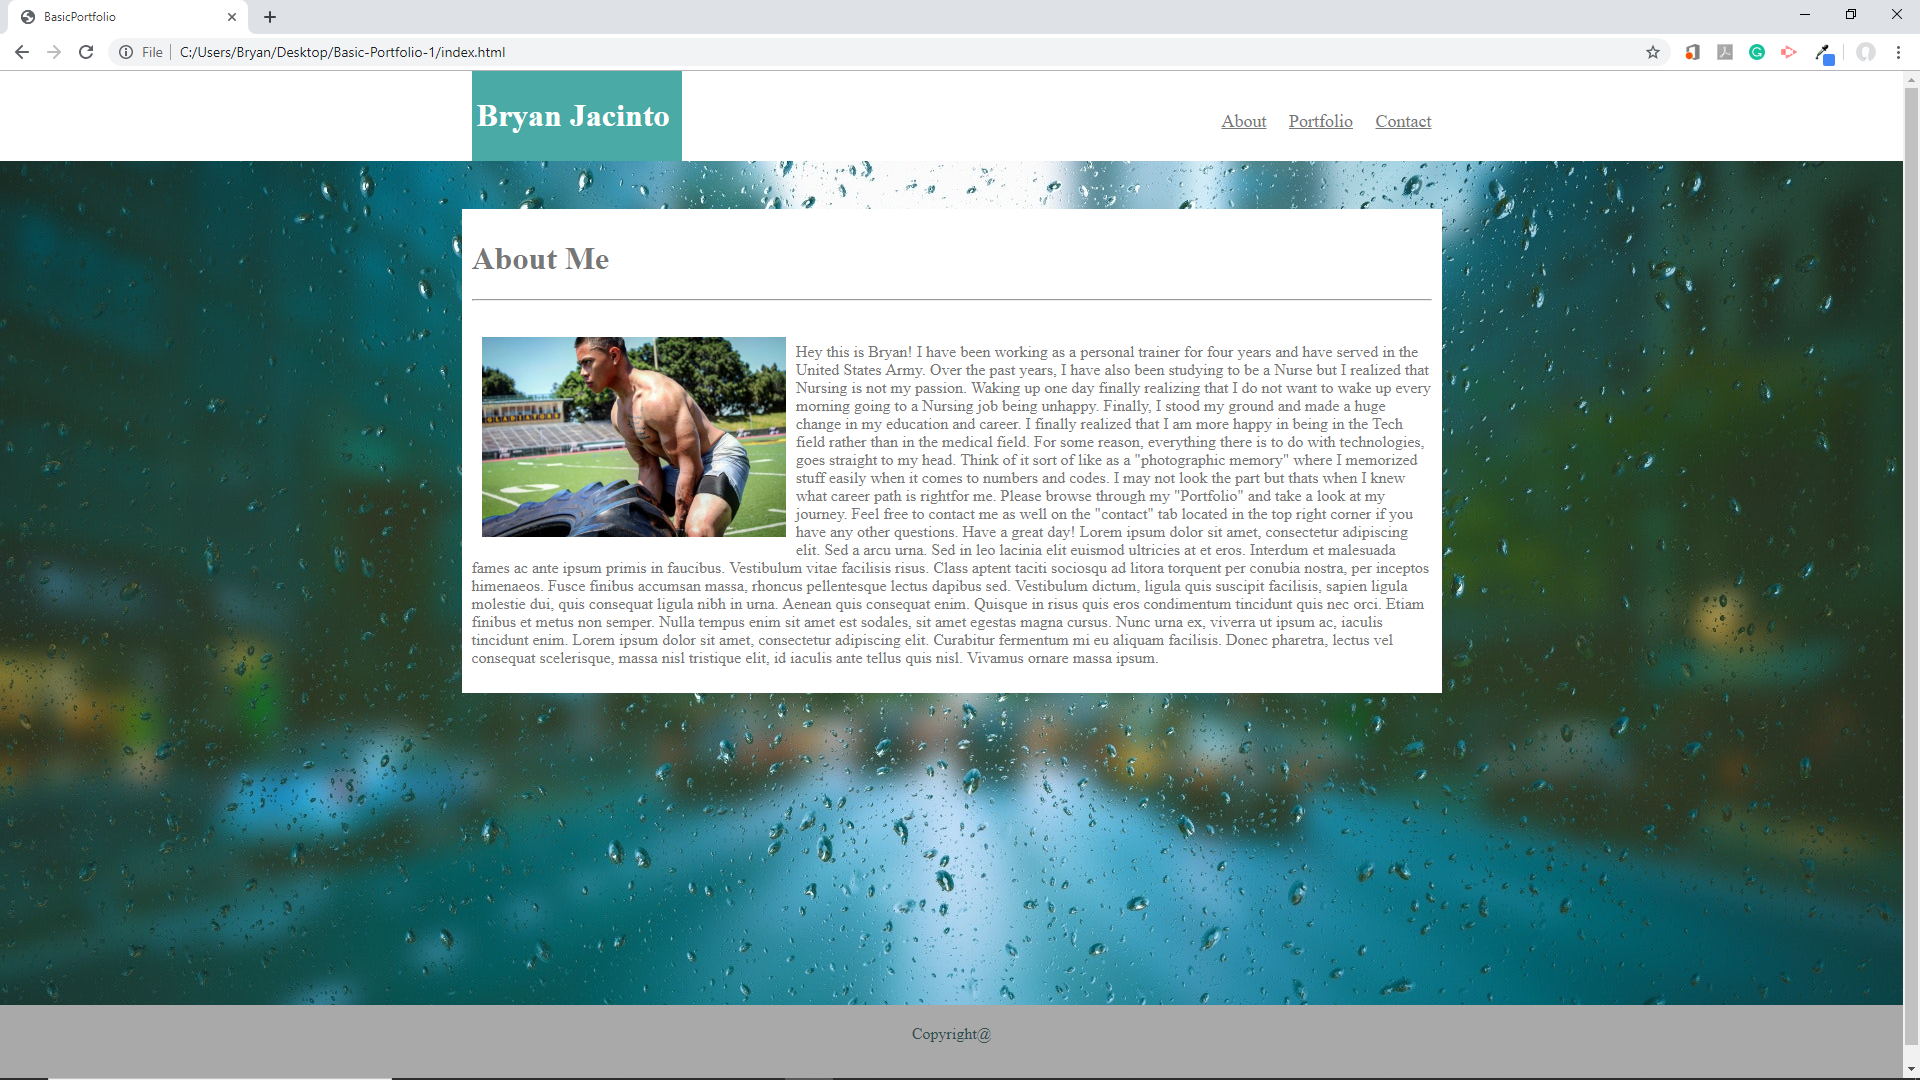 BasicPortfolio
File
C:/Users/Bryan/Desktop/Basic-Portfolio-1/index.html
Bryan Jacinto
About Portfolio Contact
About Me
Hey this is Bryan! I have been working as a personal trainer for four years and have served in the
United States Army. Over the past years, I have also been studying to be a Nurse but I realized that
Nursing is not my passion. Waking up one day finally realizing that I do not want to wake up every
morning going to a Nursing job being unhappy. Finally, I stood my ground and made a huge
change in my education and career. I finally realized that I am more happy in being in the Tech
field rather than in the medical field. For some reason, everything there is to do with technologies,
goes straight to my head. Think of it sort of like as a "photographic memory" where I memorized
stuff easily when it comes to numbers and codes. I may not look the part but thats when I knew
what career path is rightfor me. Please browse through my "Portfolio" and take a look at my
journey. Feel free to contact me as well on the "contact" tab located in the top right corner if you
have any other questions. Have a great day! Lorem ipsum dolor sit amet, consectetur adipiscing
elit. Sed a arcu urna. Sed in leo lacinia elit euismod ultricies at et eros. Interdum et malesuada
fames ac ante ipsum primis in faucibus. Vestibulum vitae facilisis risus. Class aptent taciti sociosqu ad litora torquent per conubia nostra, per inceptos
himenaeos. Fusce finibus accumsan massa, rhoncus pellentesque lectus dapibus sed. Vestibulum dictum, ligula quis suscipit facilisis, sapien ligula
molestie dui, quis consequat ligula nibh in urna. Aenean quis consequat enim. Quisque in risus quis eros condimentum tincidunt quis nec orci. Etiam
finibus et metus non semper. Nulla tempus enim sit amet est sodales, sit amet egestas magna cursus. Nunc urna ex, viverra ut ipsum ac, iaculis
tincidunt enim. Lorem ipsum dolor sit amet, consectetur adipiscing elit. Curabitur fermentum mi eu aliquam facilisis. Donec pharetra, lectus vel
consequat scelerisque, massa nisl tristique elit, id iaculis ante tellus quis nisl. Vivamus ornare massa ipsum.
Copyright@